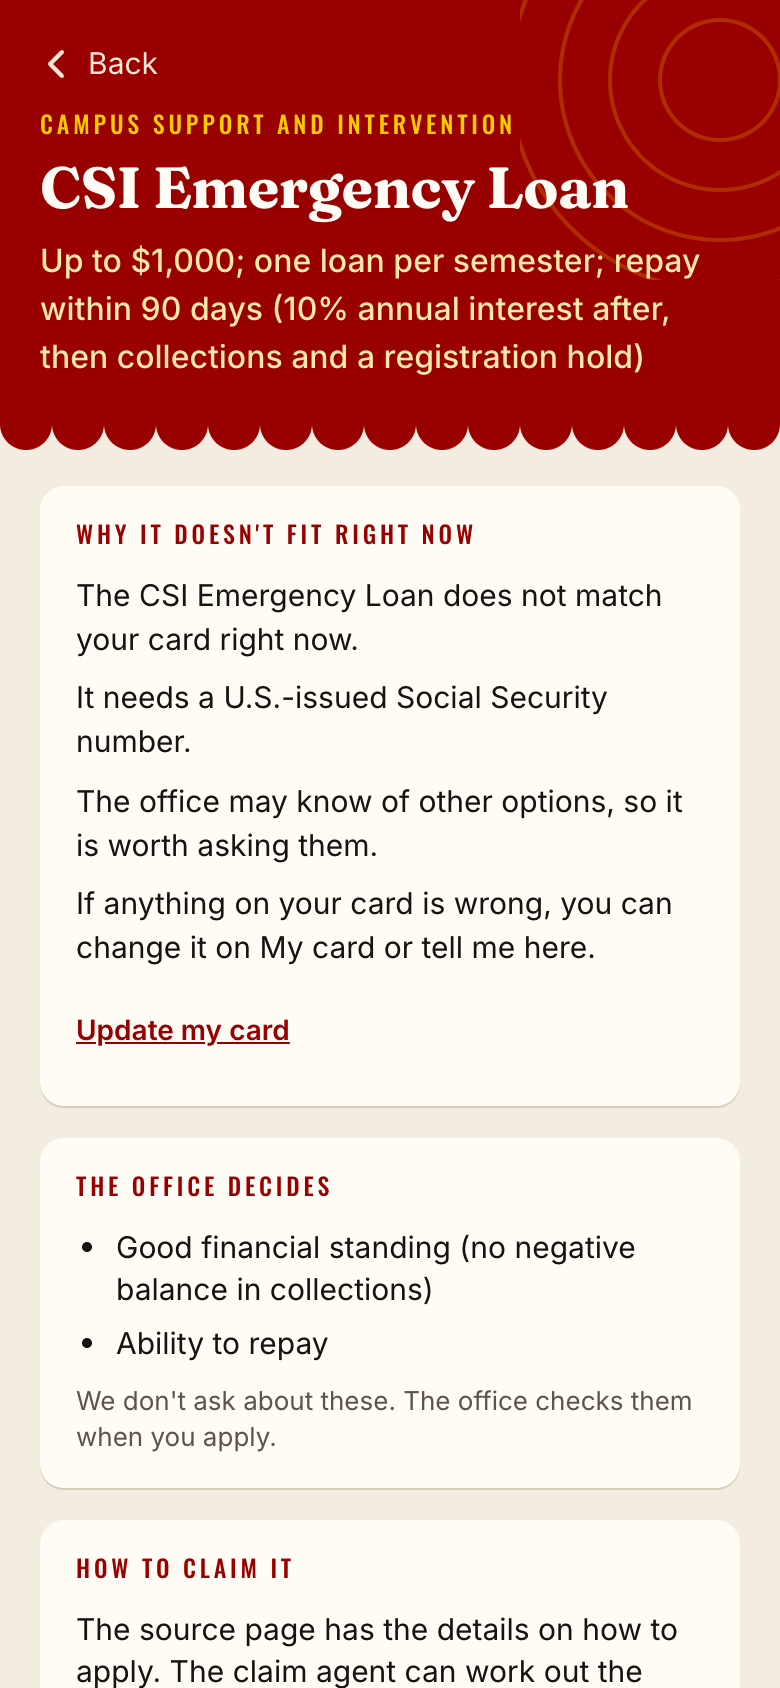 Back
CAMPUS SUPPORT AND INTERVENTION
CSI Emergency Loan
Up to $1,000; one loan per semester; repay
within 90 days (10% annual interest after,
then collections and a registration hold)
WHY IT DOESN'T FIT RIGHT NOW
The CSI Emergency Loan does not match
your card right now.
It needs a U.S.-issued Social Security
number.
The office may know of other options, so it
is worth asking them.
If anything on your card is wrong, you can
change it on My card or tell me here.
Update my card
THE OFFICE DECIDES
• Good financial standing (no negative
balance in collections)
• Ability to repay
We don't ask about these. The office checks them
when you apply.
HOW TO CLAIM IT
The source page has the details on how to
apply. The claim agent can work out the